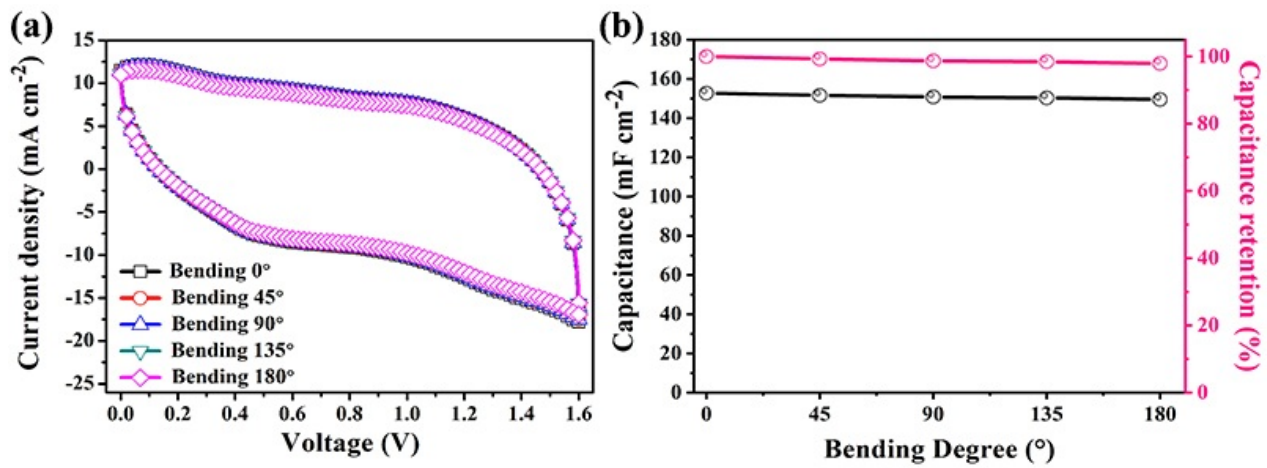 (a)
15
10
5
0
-5
-10
-15
-20
-25
Current density (mA cm-2)
Bending 0°
Bending 45°
Bending 90°
Bending 135°
Bending 180°
0.0 0.2 0.4 0.6 0.8 1.0 1.2 1.4 1.6
Voltage (V)
(b)
180
160
140
120
100
80
60
40
20
0
Capacitance (mF cm-2)
0 45 90 135 180
Bending Degree (°)
100
80
60
40
20
0
Capacitance retention (%)